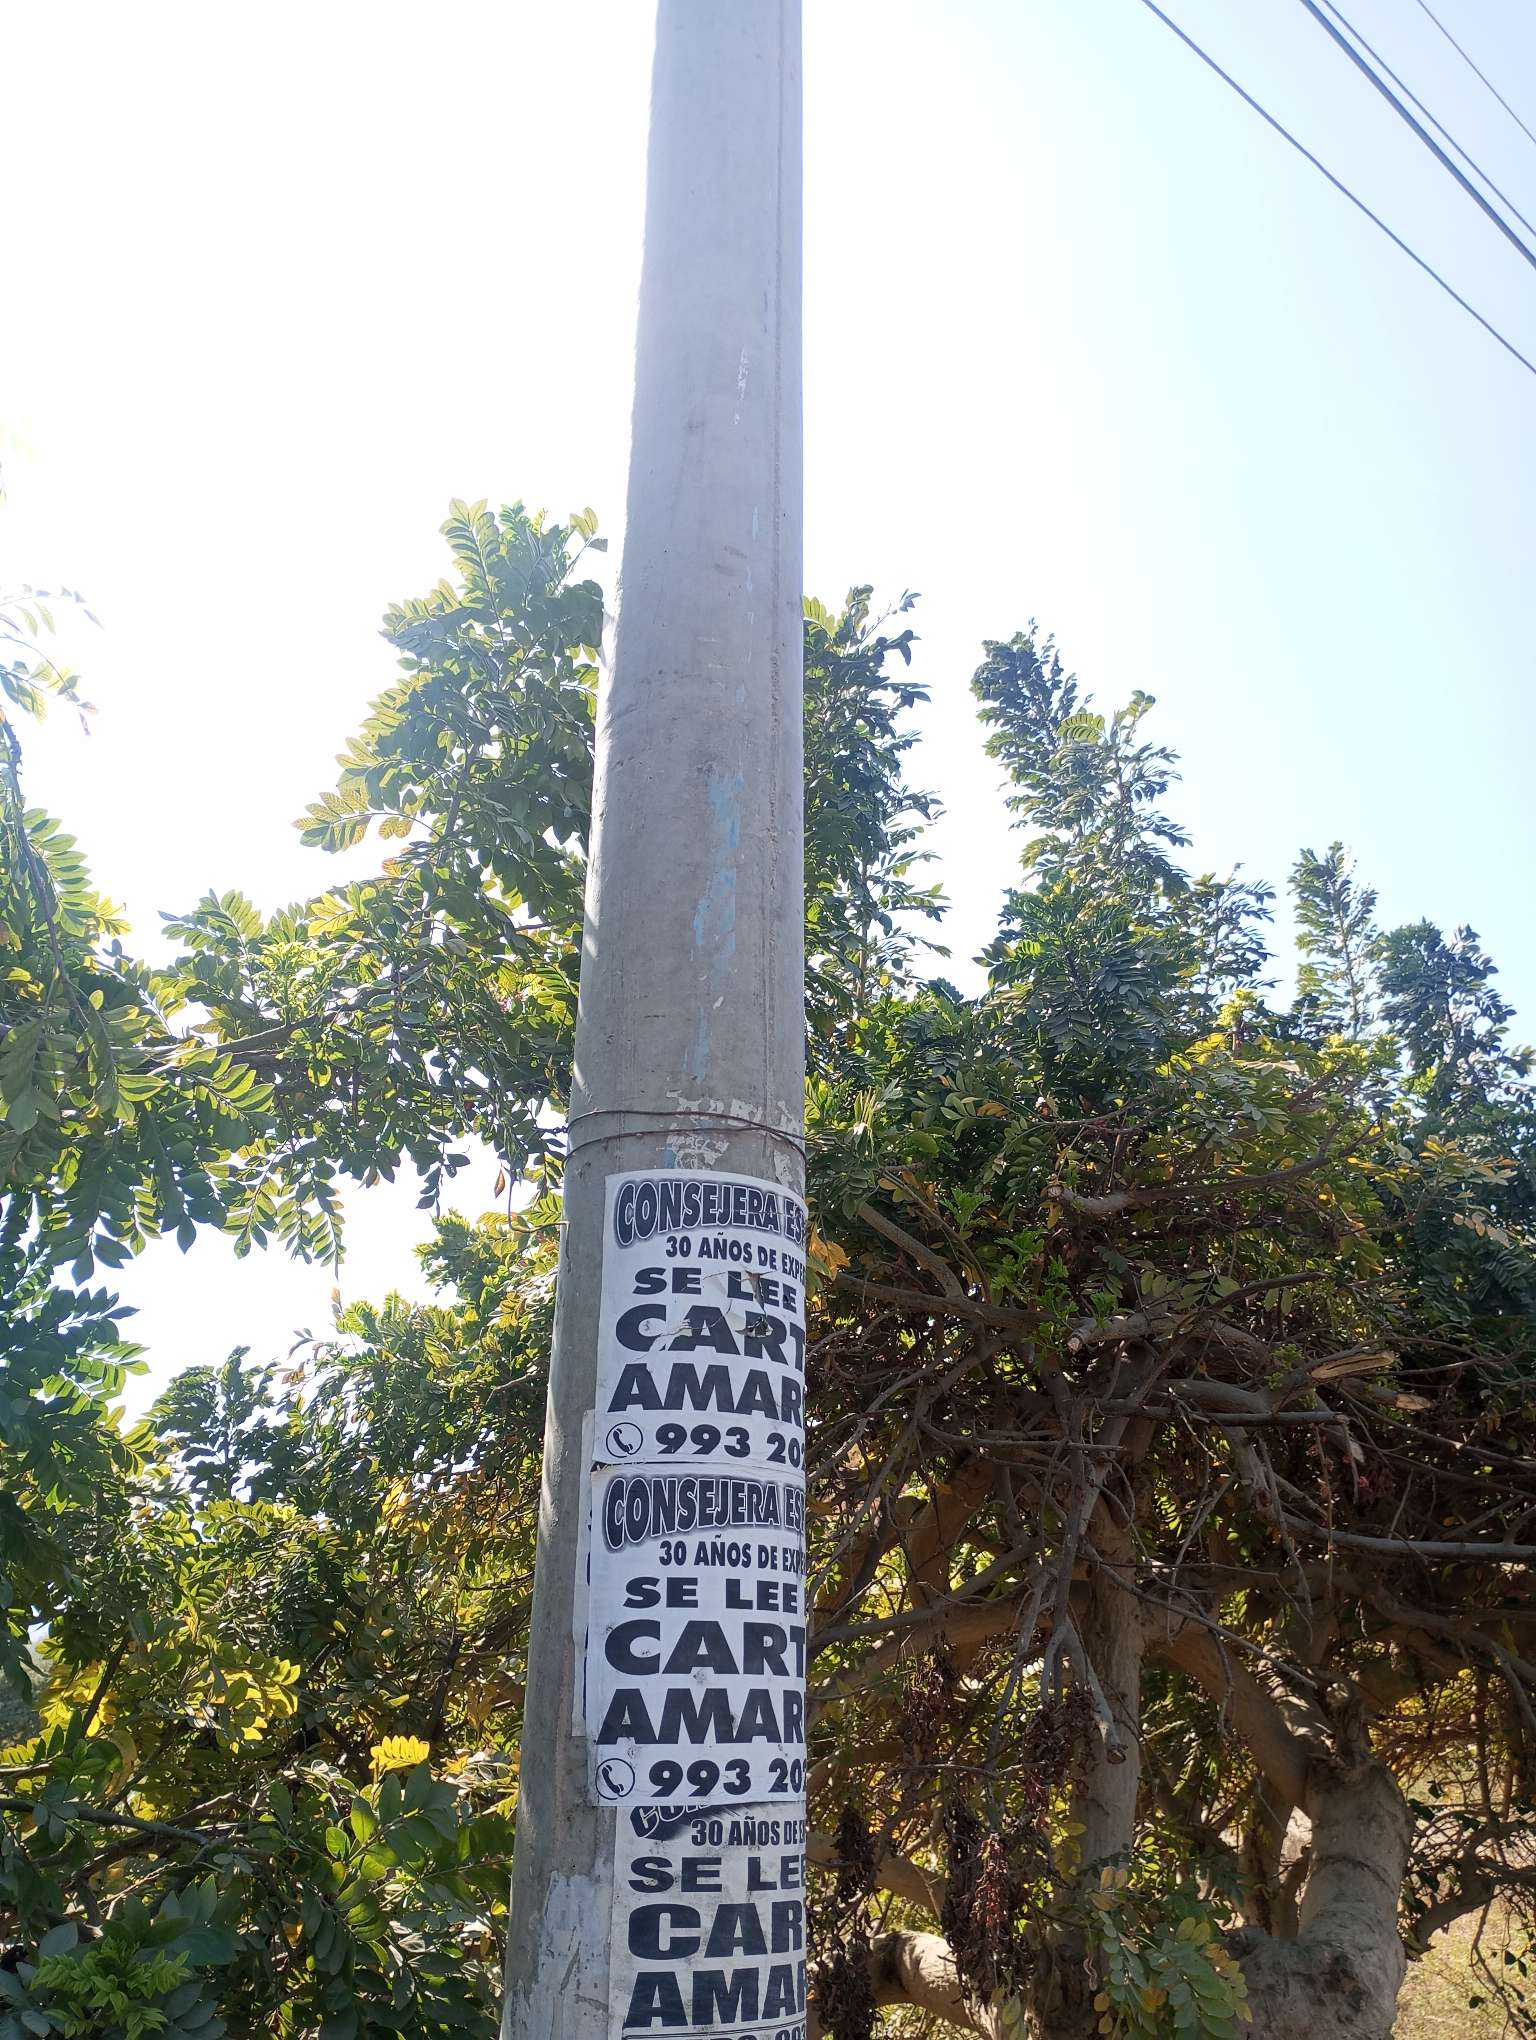 CONSEJERA ES
30 AÑOS DE EXPE
SE LEE
CART
AMAR
993 20
CONSEJERA ES
30 AÑOS DE EXPE
SE LEE
CART
AMAR
993 20
30 AÑOS DE E
SE LEE
CAR
AMA